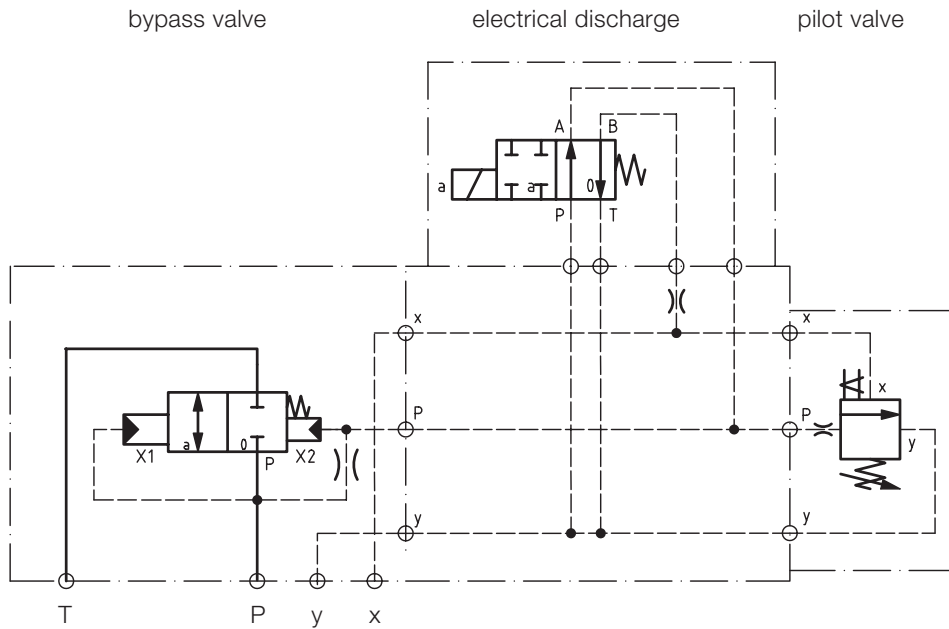 bypass valve electrical discharge pilot valve
A B
a a 0
P T
x x x
P P
a 0 y
X1 P X2
y y
T P y x